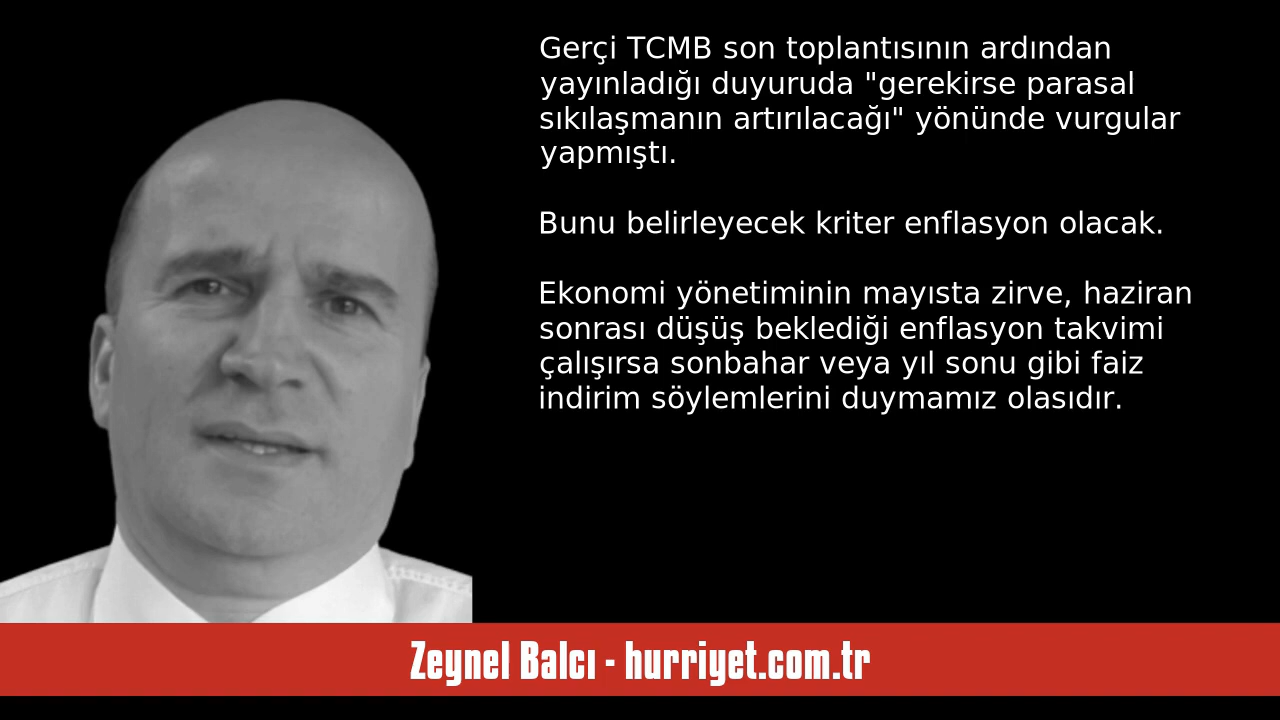 Gerçi TCMB son toplantısının ardından
yayınladığı duyuruda "gerekirse parasal
sıkılaşmanın artırılacağı" yönünde vurgular
yapmıştı.
Bunu belirleyecek kriter enflasyon olacak.
Ekonomi yönetiminin mayısta zirve, haziran
sonrası düşüş beklediği enflasyon takvimi
çalışırsa sonbahar veya yıl sonu gibi faiz
indirim söylemlerini duymamız olasıdır.
Zeynel Balcı - hurriyet.com.tr